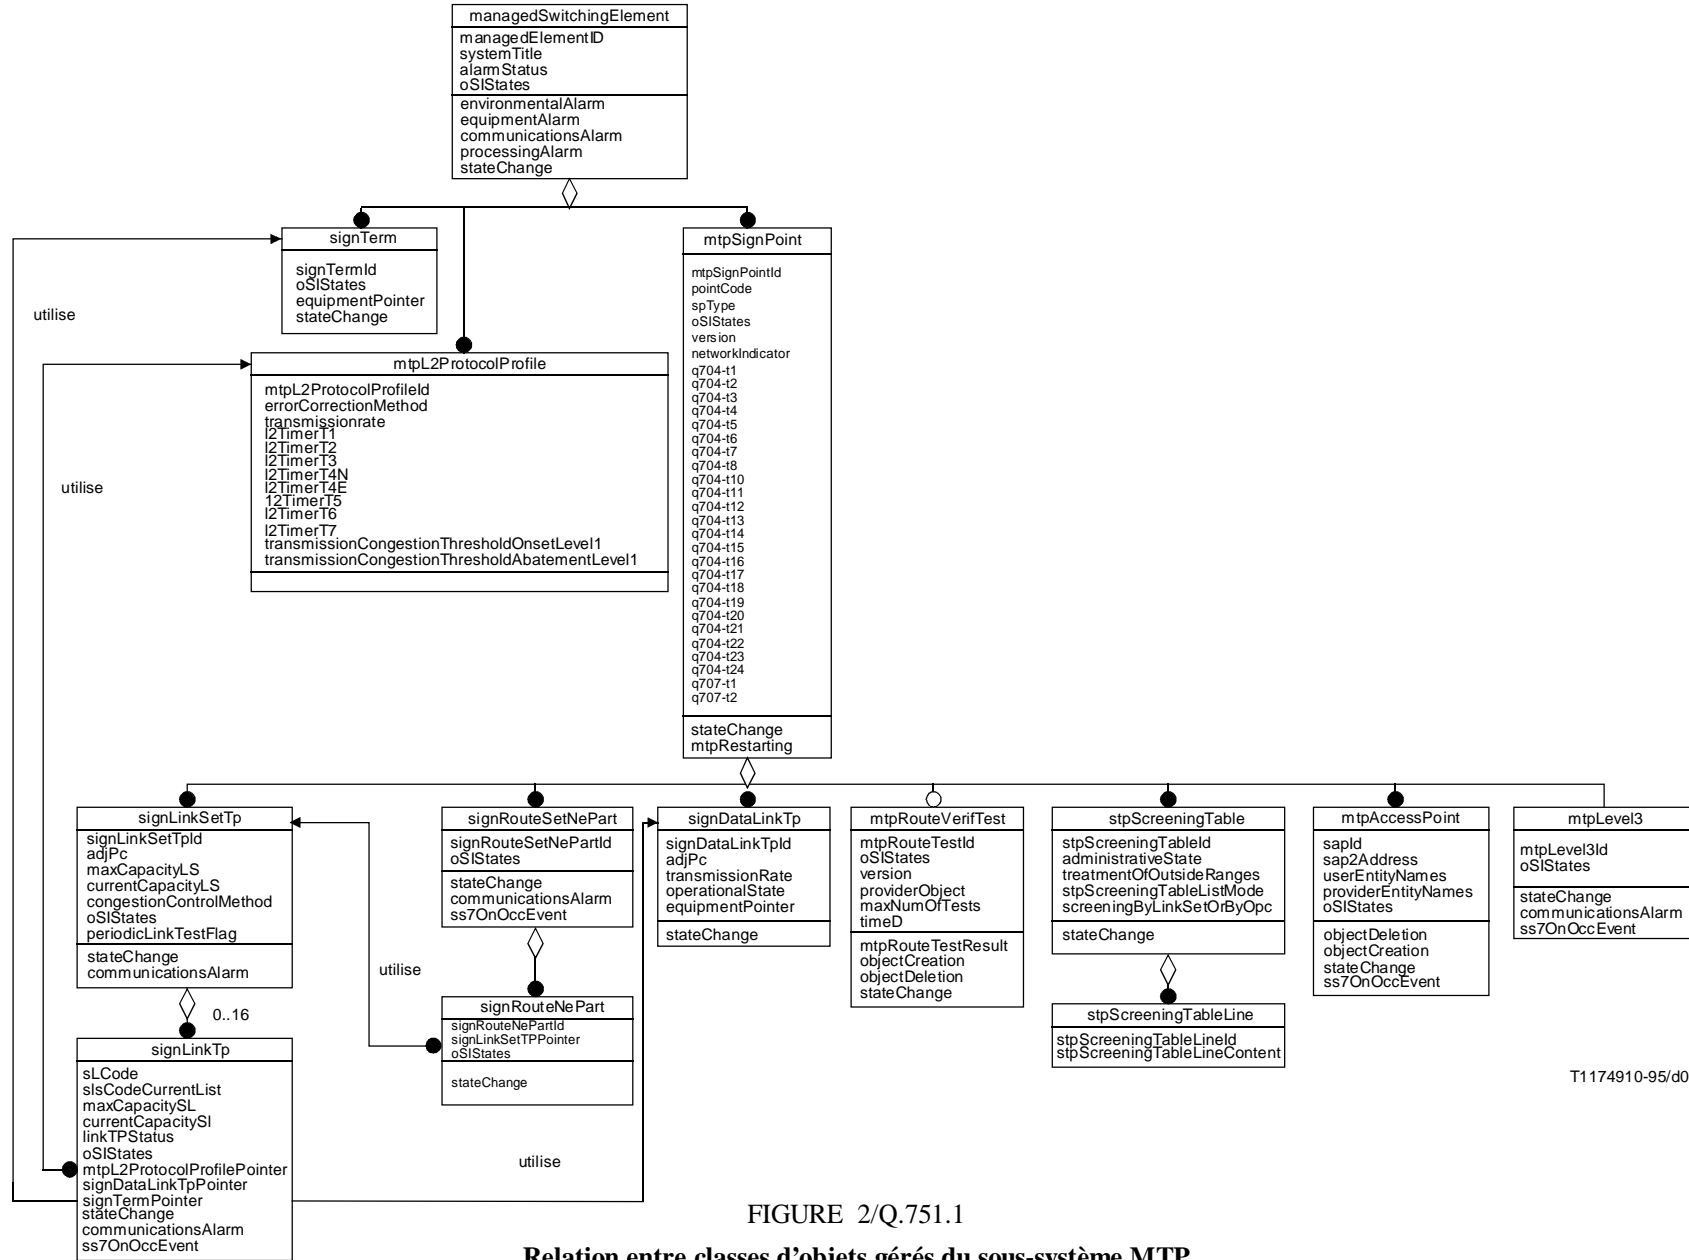 managedSwitchingElement
managedElementID
systemTitle
alarmStatus
oSIStates
environmentalAlarm
equipmentAlarm
communicationsAlarm
processingAlarm
stateChange
signTerm
signTermId
oSIStates
equipmentPointer
stateChange
utilise
mtpL2ProtocolProfile
mtpL2ProtocolProfileId
errorCorrectionMethod
transmissionrate
l2TimerT1
l2TimerT2
l2TimerT3
l2TimerT4N
l2TimerT4E
12TimerT5
l2TimerT6
l2TimerT7
transmissionCongestionThresholdOnsetLevel1
transmissionCongestionThresholdAbatementLevel1
utilise
mtpSignPoint
mtpSignPointId
pointCode
spType
oSIStates
version
networkIndicator
q704-t1
q704-t2
q704-t3
q704-t4
q704-t5
q704-t6
q704-t7
q704-t8
q704-t10
q704-t11
q704-t12
q704-t13
q704-t14
q704-t15
q704-t16
q704-t17
q704-t18
q704-t19
q704-t20
q704-t21
q704-t22
q704-t23
q704-t24
q707-t1
q707-t2
stateChange
mtpRestarting
signLinkSetTp
signLinkSetTpId
adjPc
maxCapacityLS
currentCapacityLS
congestionControlMethod
oSIStates
periodicLinkTestFlag
stateChange
communicationsAlarm
0..16
signLinkTp
sLCode
slsCodeCurrentList
maxCapacitySL
currentCapacitySl
linkTPStatus
oSIStates
mtpL2ProtocolProfilePointer
signDataLinkTpPointer
signTermPointer
stateChange
communicationsAlarm
ss7OnOccEvent
utilise
signRouteSetNePart
signRouteSetNePartId
oSIStates
stateChange
communicationsAlarm
ss7OnOccEvent
signRouteNePart
signRouteNePartId
signLinkSetTPPointer
oSIStates
stateChange
utilise
signDataLinkTp
signDataLinkTpId
adjPc
transmissionRate
operationalState
equipmentPointer
stateChange
mtpRouteVerifTest
mtpRouteTestId
oSIStates
version
providerObject
maxNumOfTests
timeD
mtpRouteTestResult
objectCreation
objectDeletion
stateChange
stpScreeningTable
stpScreeningTableId
administrativeState
treatmentOfOutsideRanges
stpScreeningTableListMode
screeningByLinkSetOrByOpc
stateChange
stpScreeningTableLine
stpScreeningTableLineId
stpScreeningTableLineContent
mtpAccessPoint
sapId
sap2Address
userEntityNames
providerEntityNames
oSIStates
objectDeletion
objectCreation
stateChange
ss7OnOccEvent
mtpLevel3
mtpLevel3Id
oSIStates
stateChange
communicationsAlarm
ss7OnOccEvent
T1174910-95/d0
FIGURE 2/Q.751.1
Relation entre classes d'objets gérés du sous-système MTP